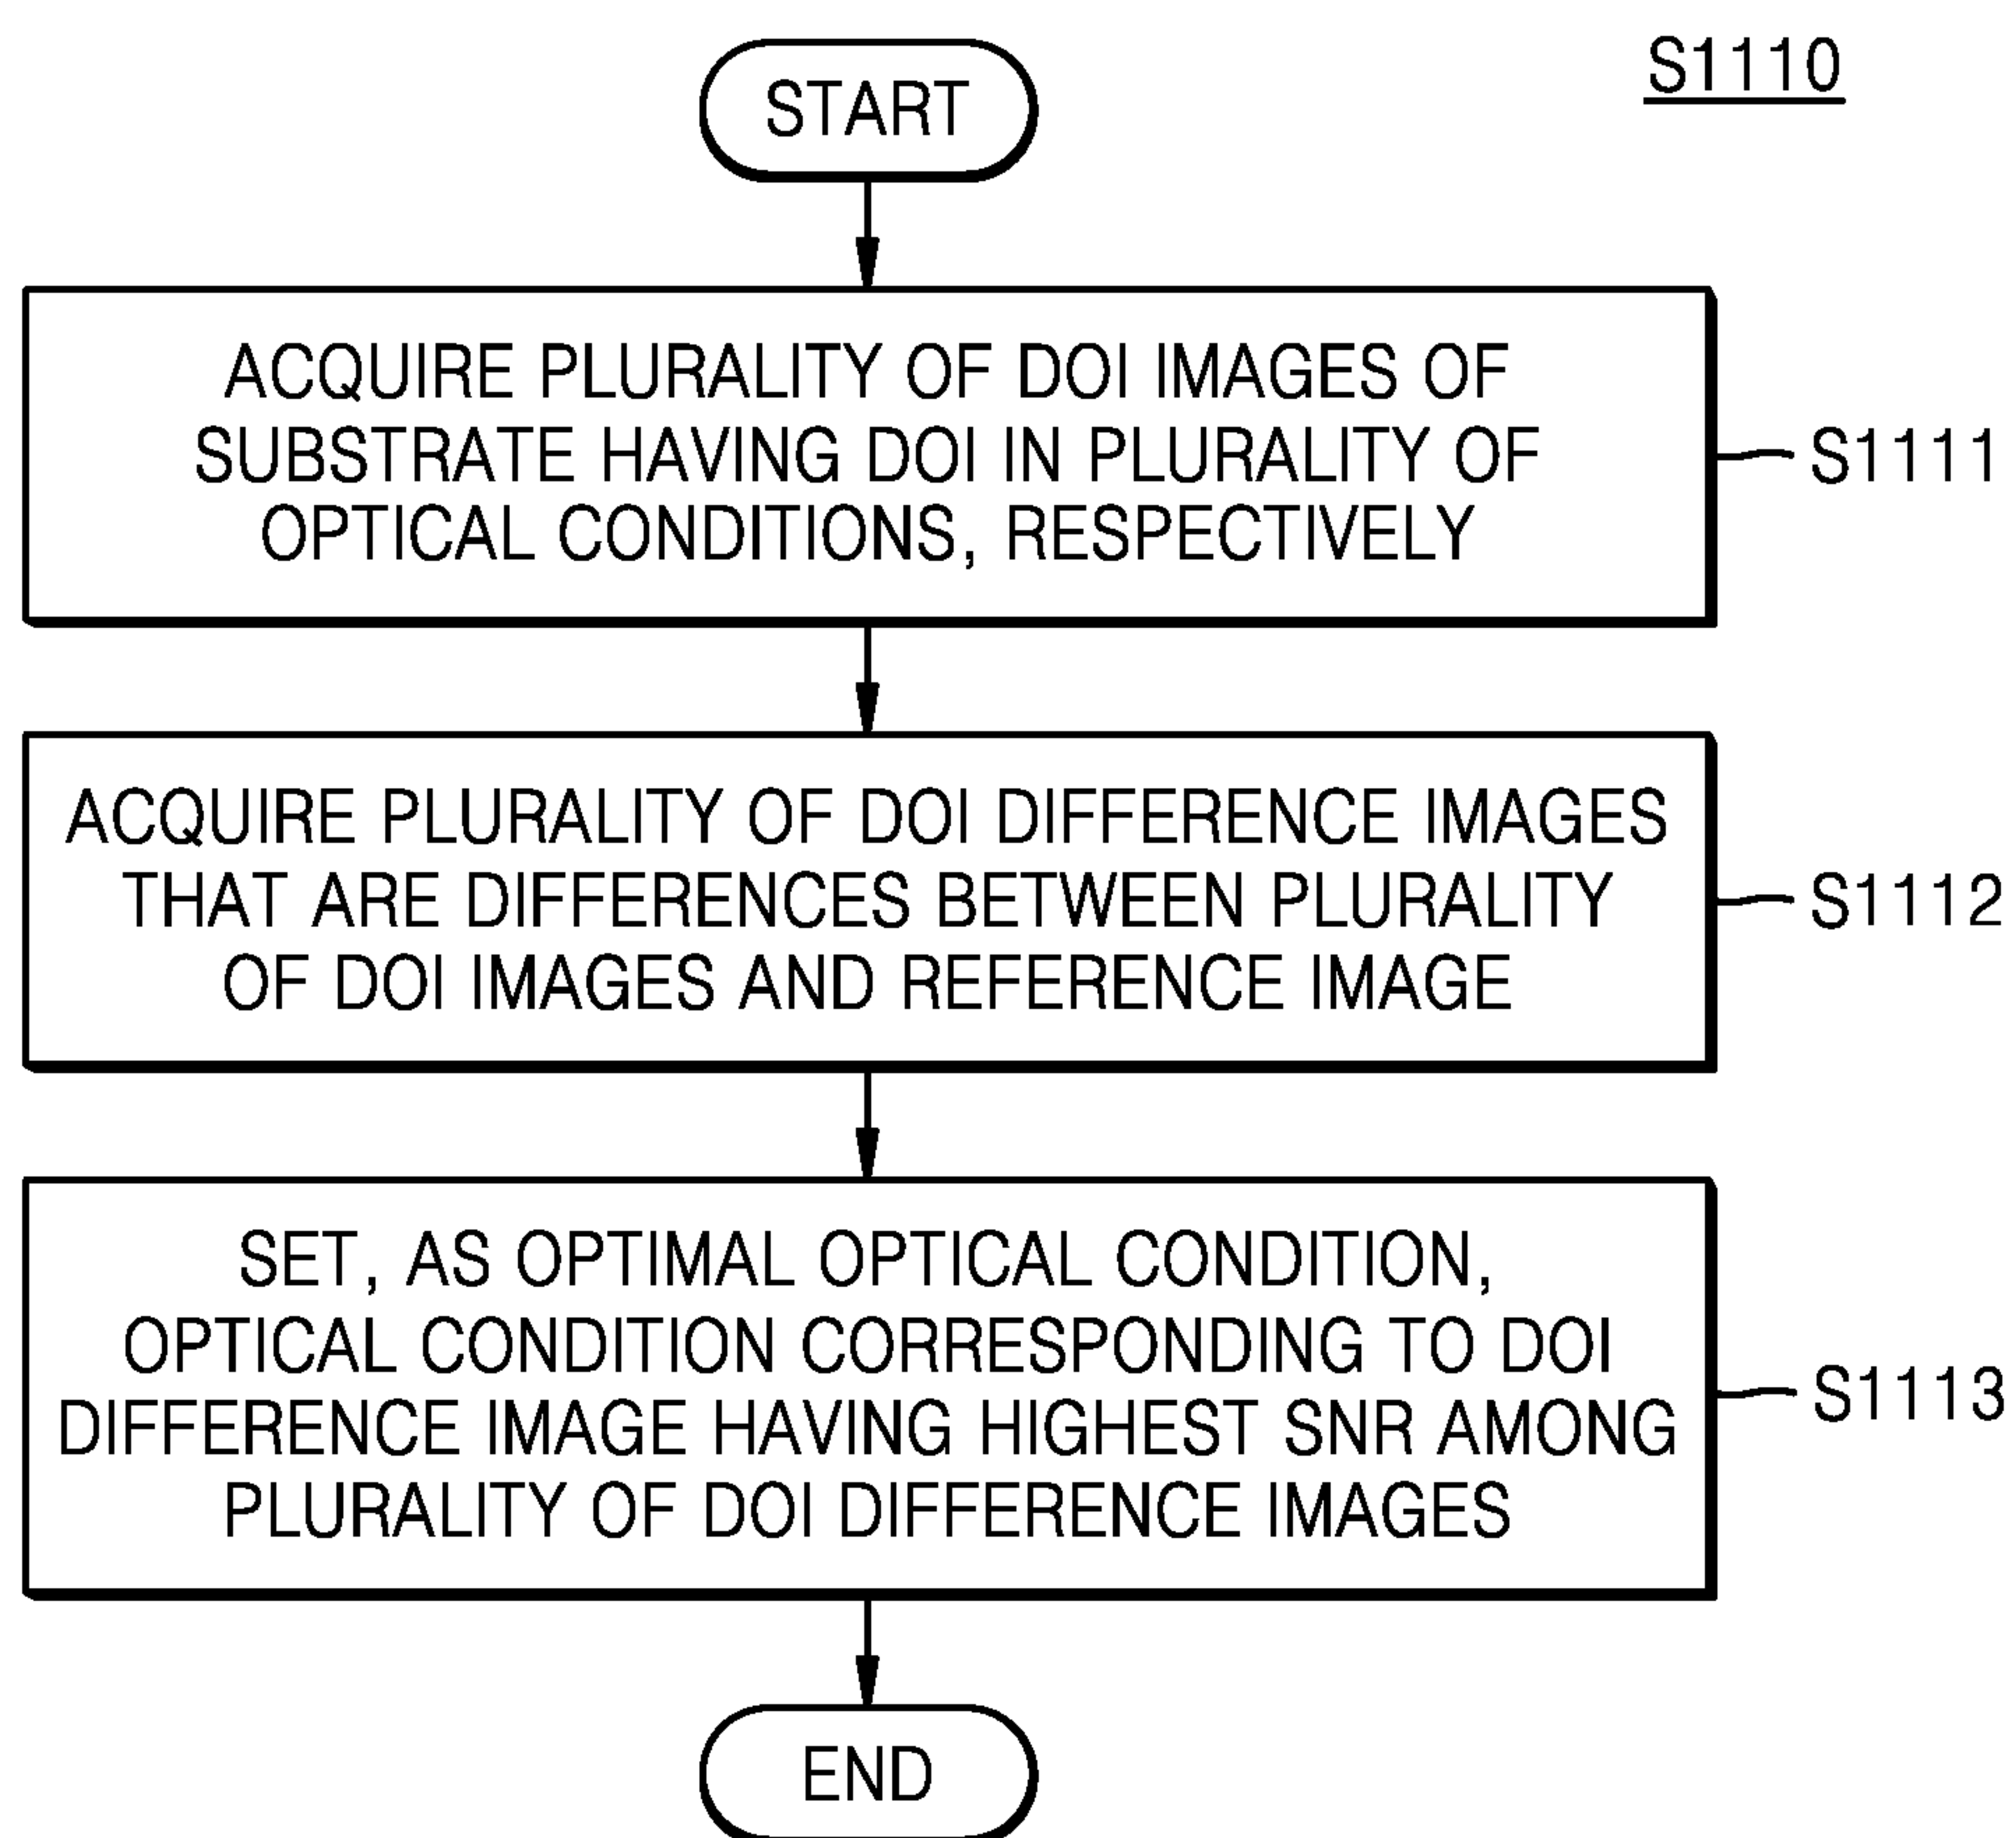 S1110
START
ACQUIRE PLURALITY OF DOI IMAGES OF
SUBSTRATE HAVING DOI IN PLURALITY OF
OPTICAL CONDITIONS, RESPECTIVELY
S1111
ACQUIRE PLURALITY OF DOI DIFFERENCE IMAGES
THAT ARE DIFFERENCES BETWEEN PLURALITY
OF DOI IMAGES AND REFERENCE IMAGE
S1112
SET, AS OPTIMAL OPTICAL CONDITION,
OPTICAL CONDITION CORRESPONDING TO DOI
DIFFERENCE IMAGE HAVING HIGHEST SNR AMONG
PLURALITY OF DOI DIFFERENCE IMAGES
S1113
END